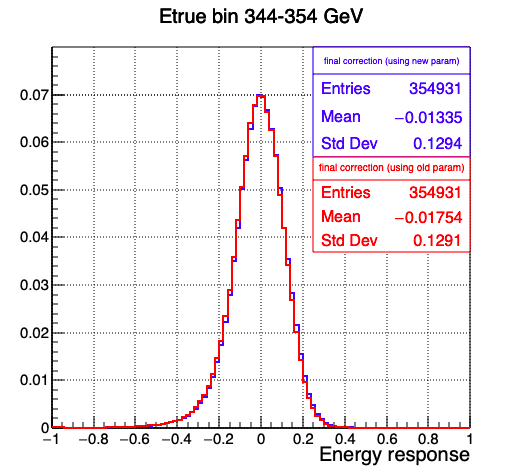 Etrue bin 344-354 GeV
final correction (using new param)
Entries 354931
Mean −0.01335
Std Dev 0.1294
final correction (using old param)
Entries 354931
Mean −0.01754
Std Dev 0.1291
0.07
0.06
0.05
0.04
0.03
0.02
0.01
0
−1 −0.8 −0.6 −0.4 −0.2 0 0.2 0.4 0.6 0.8 1
Energy response